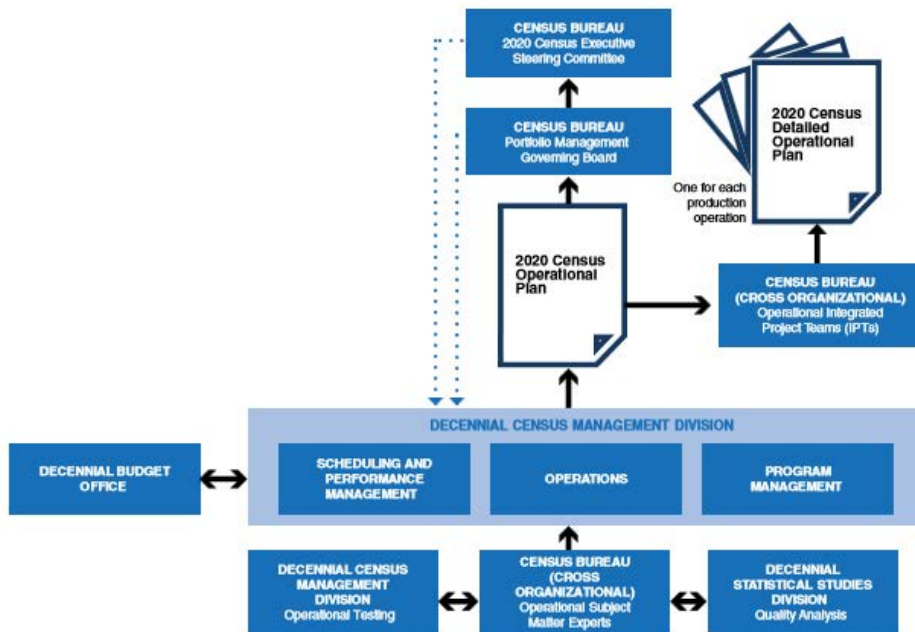 CENSUS BUREAU
2020 Census Executive
Steering Committee
CENSUS BUREAU
Portfolio Management
Governing Board
2020 Census
Detailed
Operational
Plan
One for each
production
operation
2020 Census
Operational
Plan
CENSUS BUREAU
(CROSS ORGANIZATIONAL)
Operational Integrated
Project Teams (IPTs)
DECENNIAL CENSUS MANAGEMENT DIVISION
DECENNIAL BUDGET
OFFICE
SCHEDULING AND
PERFORMANCE
MANAGEMENT
OPERATIONS
PROGRAM
MANAGEMENT
DECENNIAL CENSUS
MANAGEMENT
DIVISION
Operational Testing
CENSUS BUREAU
(CROSS
ORGANIZATIONAL)
Operational Subject
Matter Experts
DECENNIAL
STATISTICAL STUDIES
DIVISION
Quality Analysis